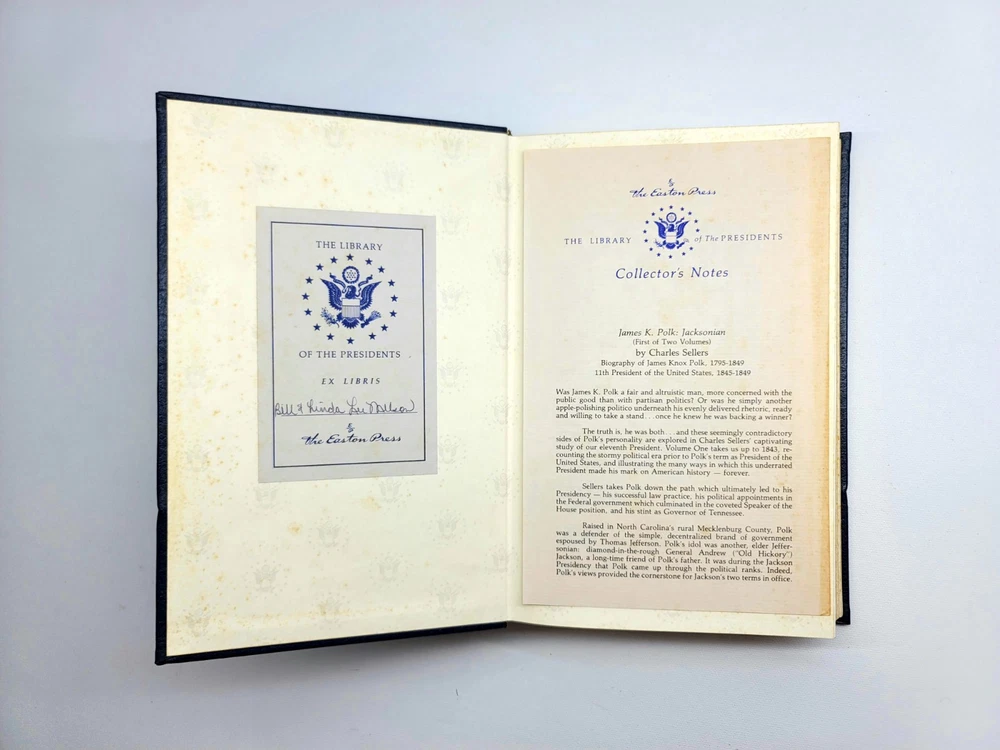 THE LIBRARY
OF THE PRESIDENTS
EX LIBRIS
Bill & Linda Lu Wilson
The Easton Press
The Easton Press
THE LIBRARY of The PRESIDENTS
Collector's Notes
James K. Polk: Jacksonian
(First of Two Volumes)
by Charles Sellers
Biography of James Knox Polk, 1795-1849
11th President of the United States, 1845-1849
Was James K. Polk a fair and altruistic man, more concerned with the
public good than with partisan politics? Or was he simply another
apple-polishing politico underneath his evenly delivered rhetoric, ready
and willing to take a stand . . . once he knew he was backing a winner?
The truth is, he was both . . . and these seemingly contradictory
sides of Polk's personality are explored in Charles Sellers' captivating
study of our eleventh President. Volume One takes us up to 1843, re-
counting the stormy political era prior to Polk's term as President of the
United States, and illustrating the many ways in which this underrated
President made his mark on American history — forever.
Sellers takes Polk down the path which ultimately led to his
Presidency — his successful law practice, his political appointments in
the Federal government which culminated in the coveted Speaker of the
House position, and his stint as Governor of Tennessee.
Raised in North Carolina's rural Mecklenburg County, Polk
was a defender of the simple, decentralized brand of government
espoused by Thomas Jefferson. Polk's idol was another, elder Jeffer-
sonian: diamond-in-the-rough General Andrew ("Old Hickory")
Jackson, a long-time friend of Polk's father. It was during the Jackson
Presidency that Polk came up through the political ranks. Indeed,
Polk's views provided the cornerstone for Jackson's two terms in office.